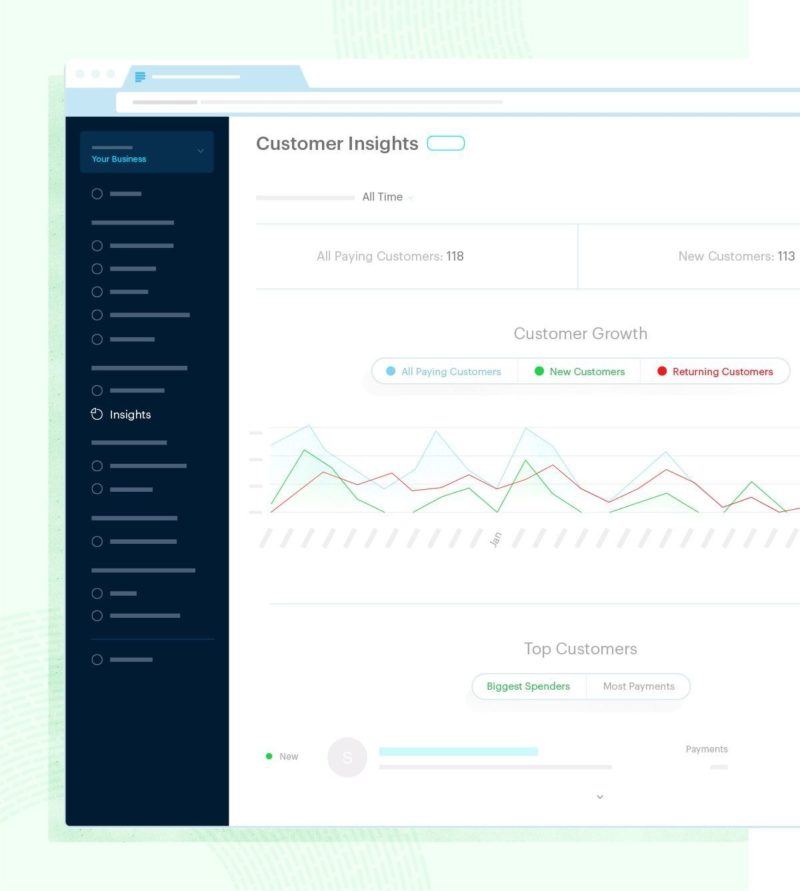 Your Business
Insights
Customer Insights
All Time
All Paying Customers: 118
New Customers: 113
Customer Growth
All Paying Customers
New Customers
Returning Customers
Jan
Top Customers
Biggest Spenders
Most Payments
New
S
Payments